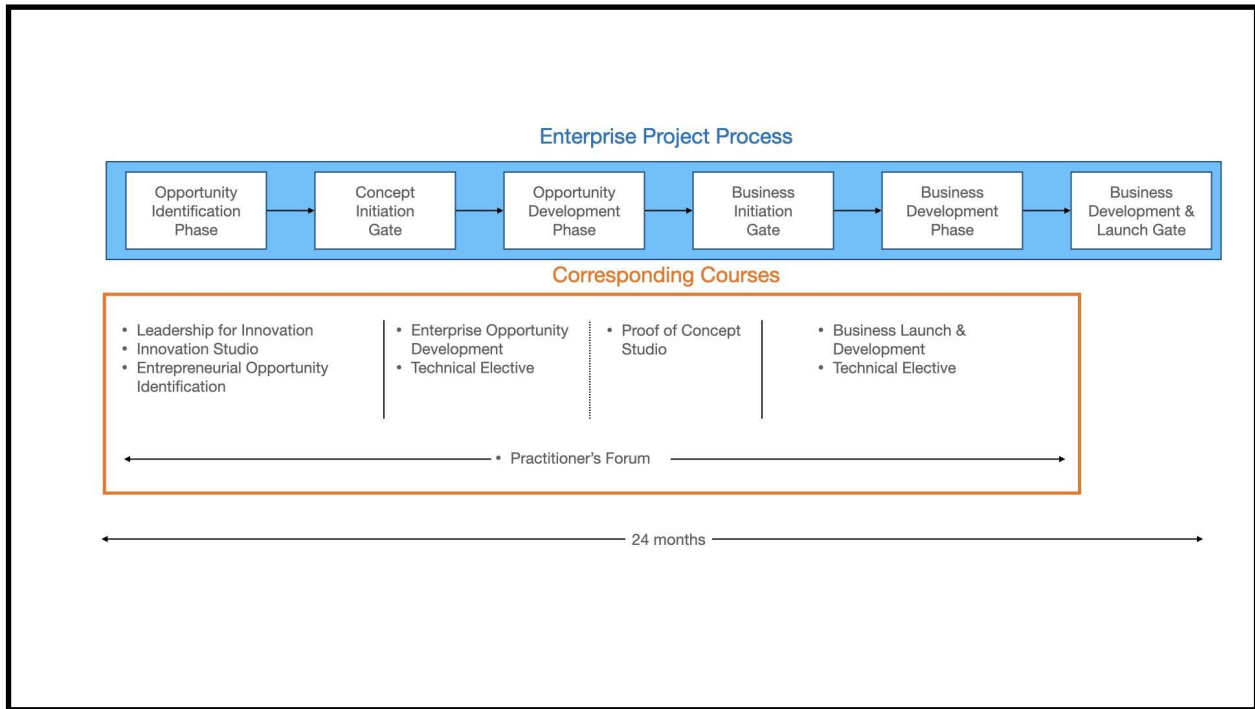 Enterprise Project Process
Opportunity
Identification
Phase
Concept
Initiation
Gate
Opportunity
Development
Phase
Business
Initiation
Gate
Business
Development
Phase
Business
Development &
Launch Gate
Corresponding Courses
• Leadership for Innovation
• Innovation Studio
• Entrepreneurial Opportunity
Identification
• Enterprise Opportunity
Development
• Technical Elective
• Proof of Concept
Studio
• Business Launch &
Development
• Technical Elective
• Practitioner’s Forum
24 months